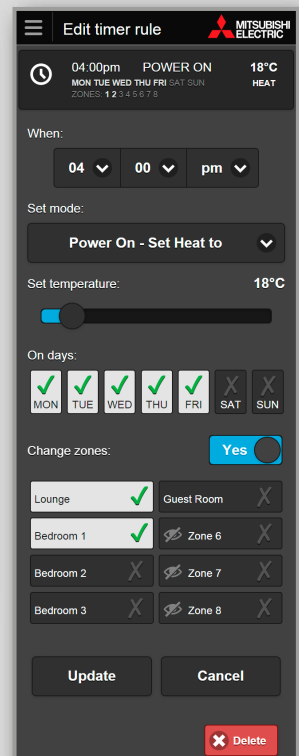 Edit timer rule
MITSUBISHI
ELECTRIC
04:00pm POWER ON 18°C
MON TUE WED THU FRI SAT SUN HEAT
ZONES: 1 2 3 4 5 6 7 8
When:
04 00 pm
Set mode:
Power On - Set Heat to
Set temperature: 18°C
On days:
MON TUE WED THU FRI SAT SUN
Change zones: Yes
Lounge Guest Room
Bedroom 1 Zone 6
Bedroom 2 Zone 7
Bedroom 3 Zone 8
Update Cancel
Delete